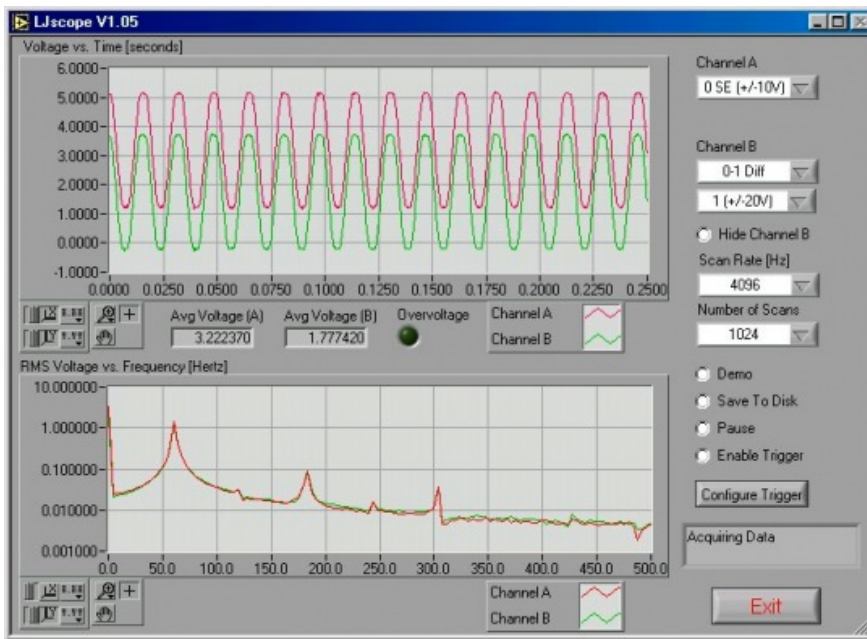 LJscope V1.05
Voltage vs. Time [seconds]
6.0000
5.0000
4.0000
3.0000
2.0000
1.0000
0.0000
-1.0000
0.0000 0.0250 0.0500 0.0750 0.1000 0.1250 0.1500 0.1750 0.2000 0.2250 0.2500
Avg Voltage (A)
3.222370
Avg Voltage (B)
1.777420
Overvoltage
Channel A
Channel B
RMS Voltage vs. Frequency [Hertz]
10.000000
1.000000
0.100000
0.010000
0.001000
0.0 50.0 100.0 150.0 200.0 250.0 300.0 350.0 400.0 450.0 500.0
Channel A
Channel B
Channel A
0 SE (+/-10V)
Channel B
0-1 Diff
1 (+/-20V)
Hide Channel B
Scan Rate [Hz]
4096
Number of Scans
1024
Demo
Save To Disk
Pause
Enable Trigger
Configure Trigger
Acquiring Data
Exit